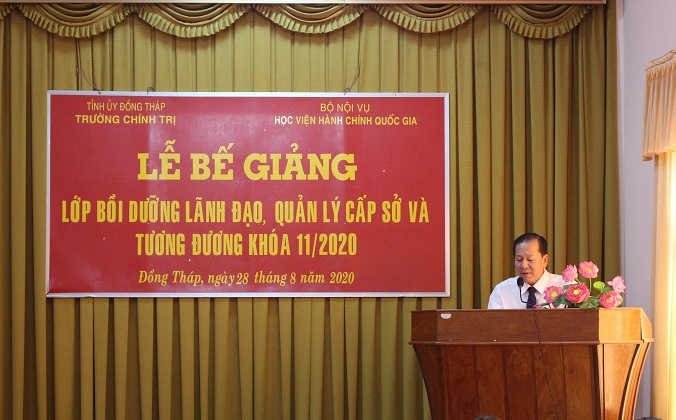 TỈNH ỦY ĐỒNG THÁP
TRƯỜNG CHÍNH TRỊ
BỘ NỘI VỤ
HỌC VIỆN HÀNH CHÍNH QUỐC GIA
LỄ BẾ GIẢNG
LỚP BỒI DƯỠNG LÃNH ĐẠO, QUẢN LÝ CẤP SỞ VÀ
TƯƠNG ĐƯƠNG KHÓA 11/2020
Đồng Tháp, ngày 28 tháng 8 năm 2020